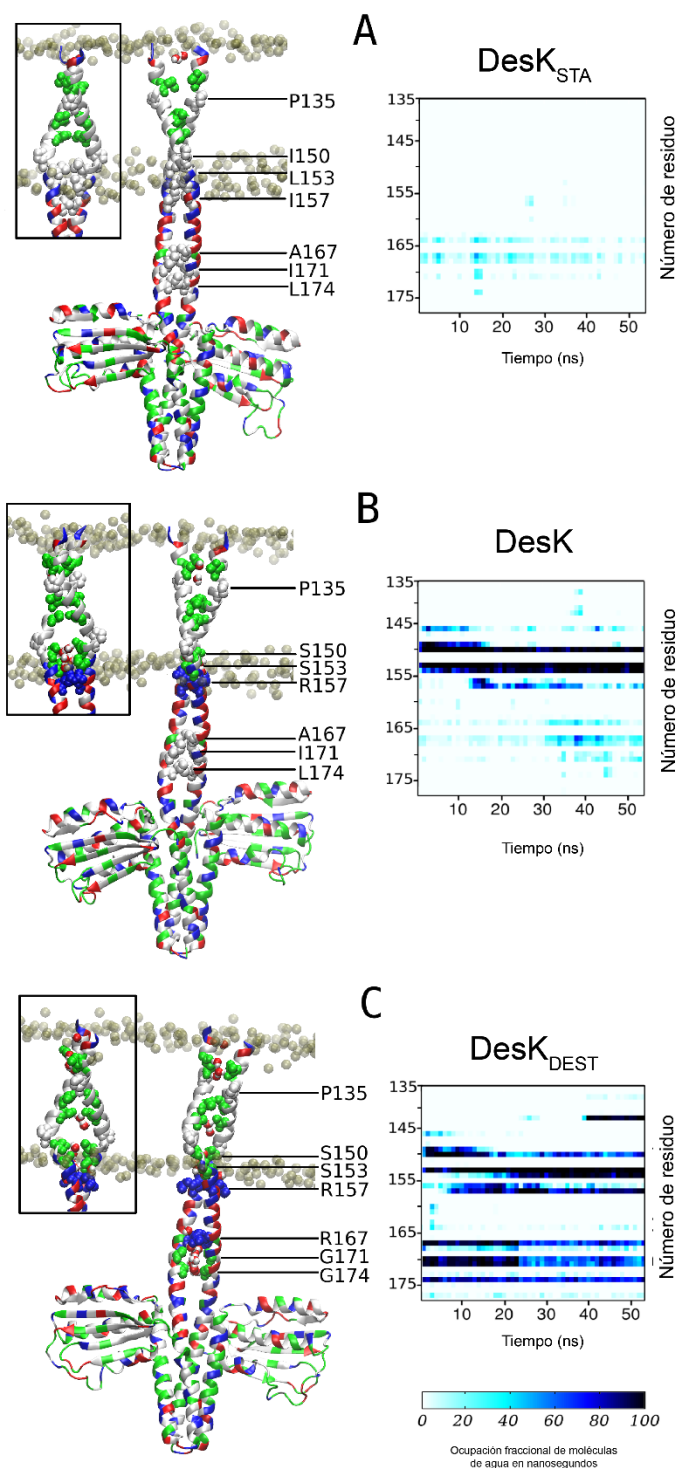 A
DesK_STA
P135
I150
L153
I157
A167
I171
L174
135
145
155
165
175
10 20 30 40 50
Tiempo (ns)
Número de residuo
B
DesK
P135
S150
S153
R157
A167
I171
L174
135
145
155
165
175
10 20 30 40 50
Tiempo (ns)
Número de residuo
C
DesK_DEST
P135
S150
S153
R157
R167
G171
G174
135
145
155
165
175
10 20 30 40 50
Tiempo (ns)
Número de residuo
0 20 40 60 80 100
Ocupación fraccional de moléculas
de agua en nanosegundos